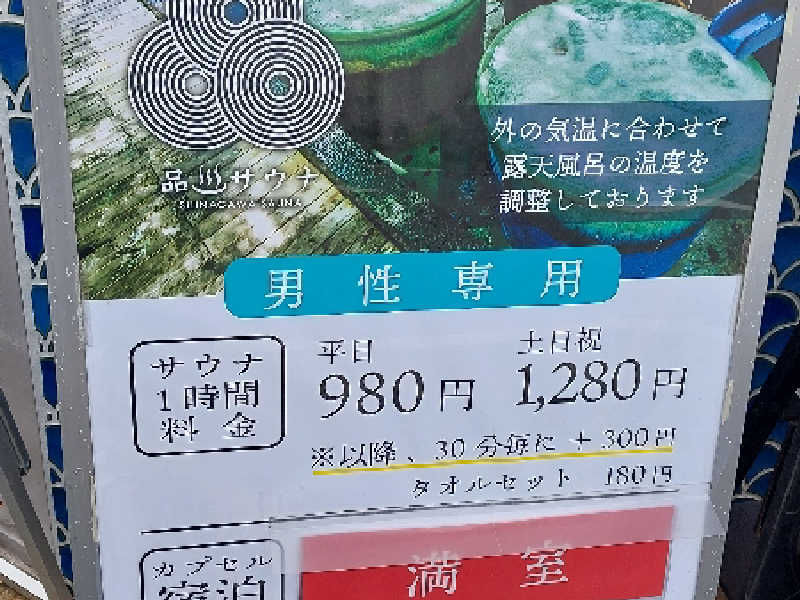 品川サウナ
SHINAGAWA SAUNA
外の気温に合わせて
露天風呂の温度を
調整しております
男性専用
サウナ
1時間
料金
平日
980円
土日祝
1,280円
※以降、30分毎に+300円
タオルセット 180円
カプセル
宿泊
満室